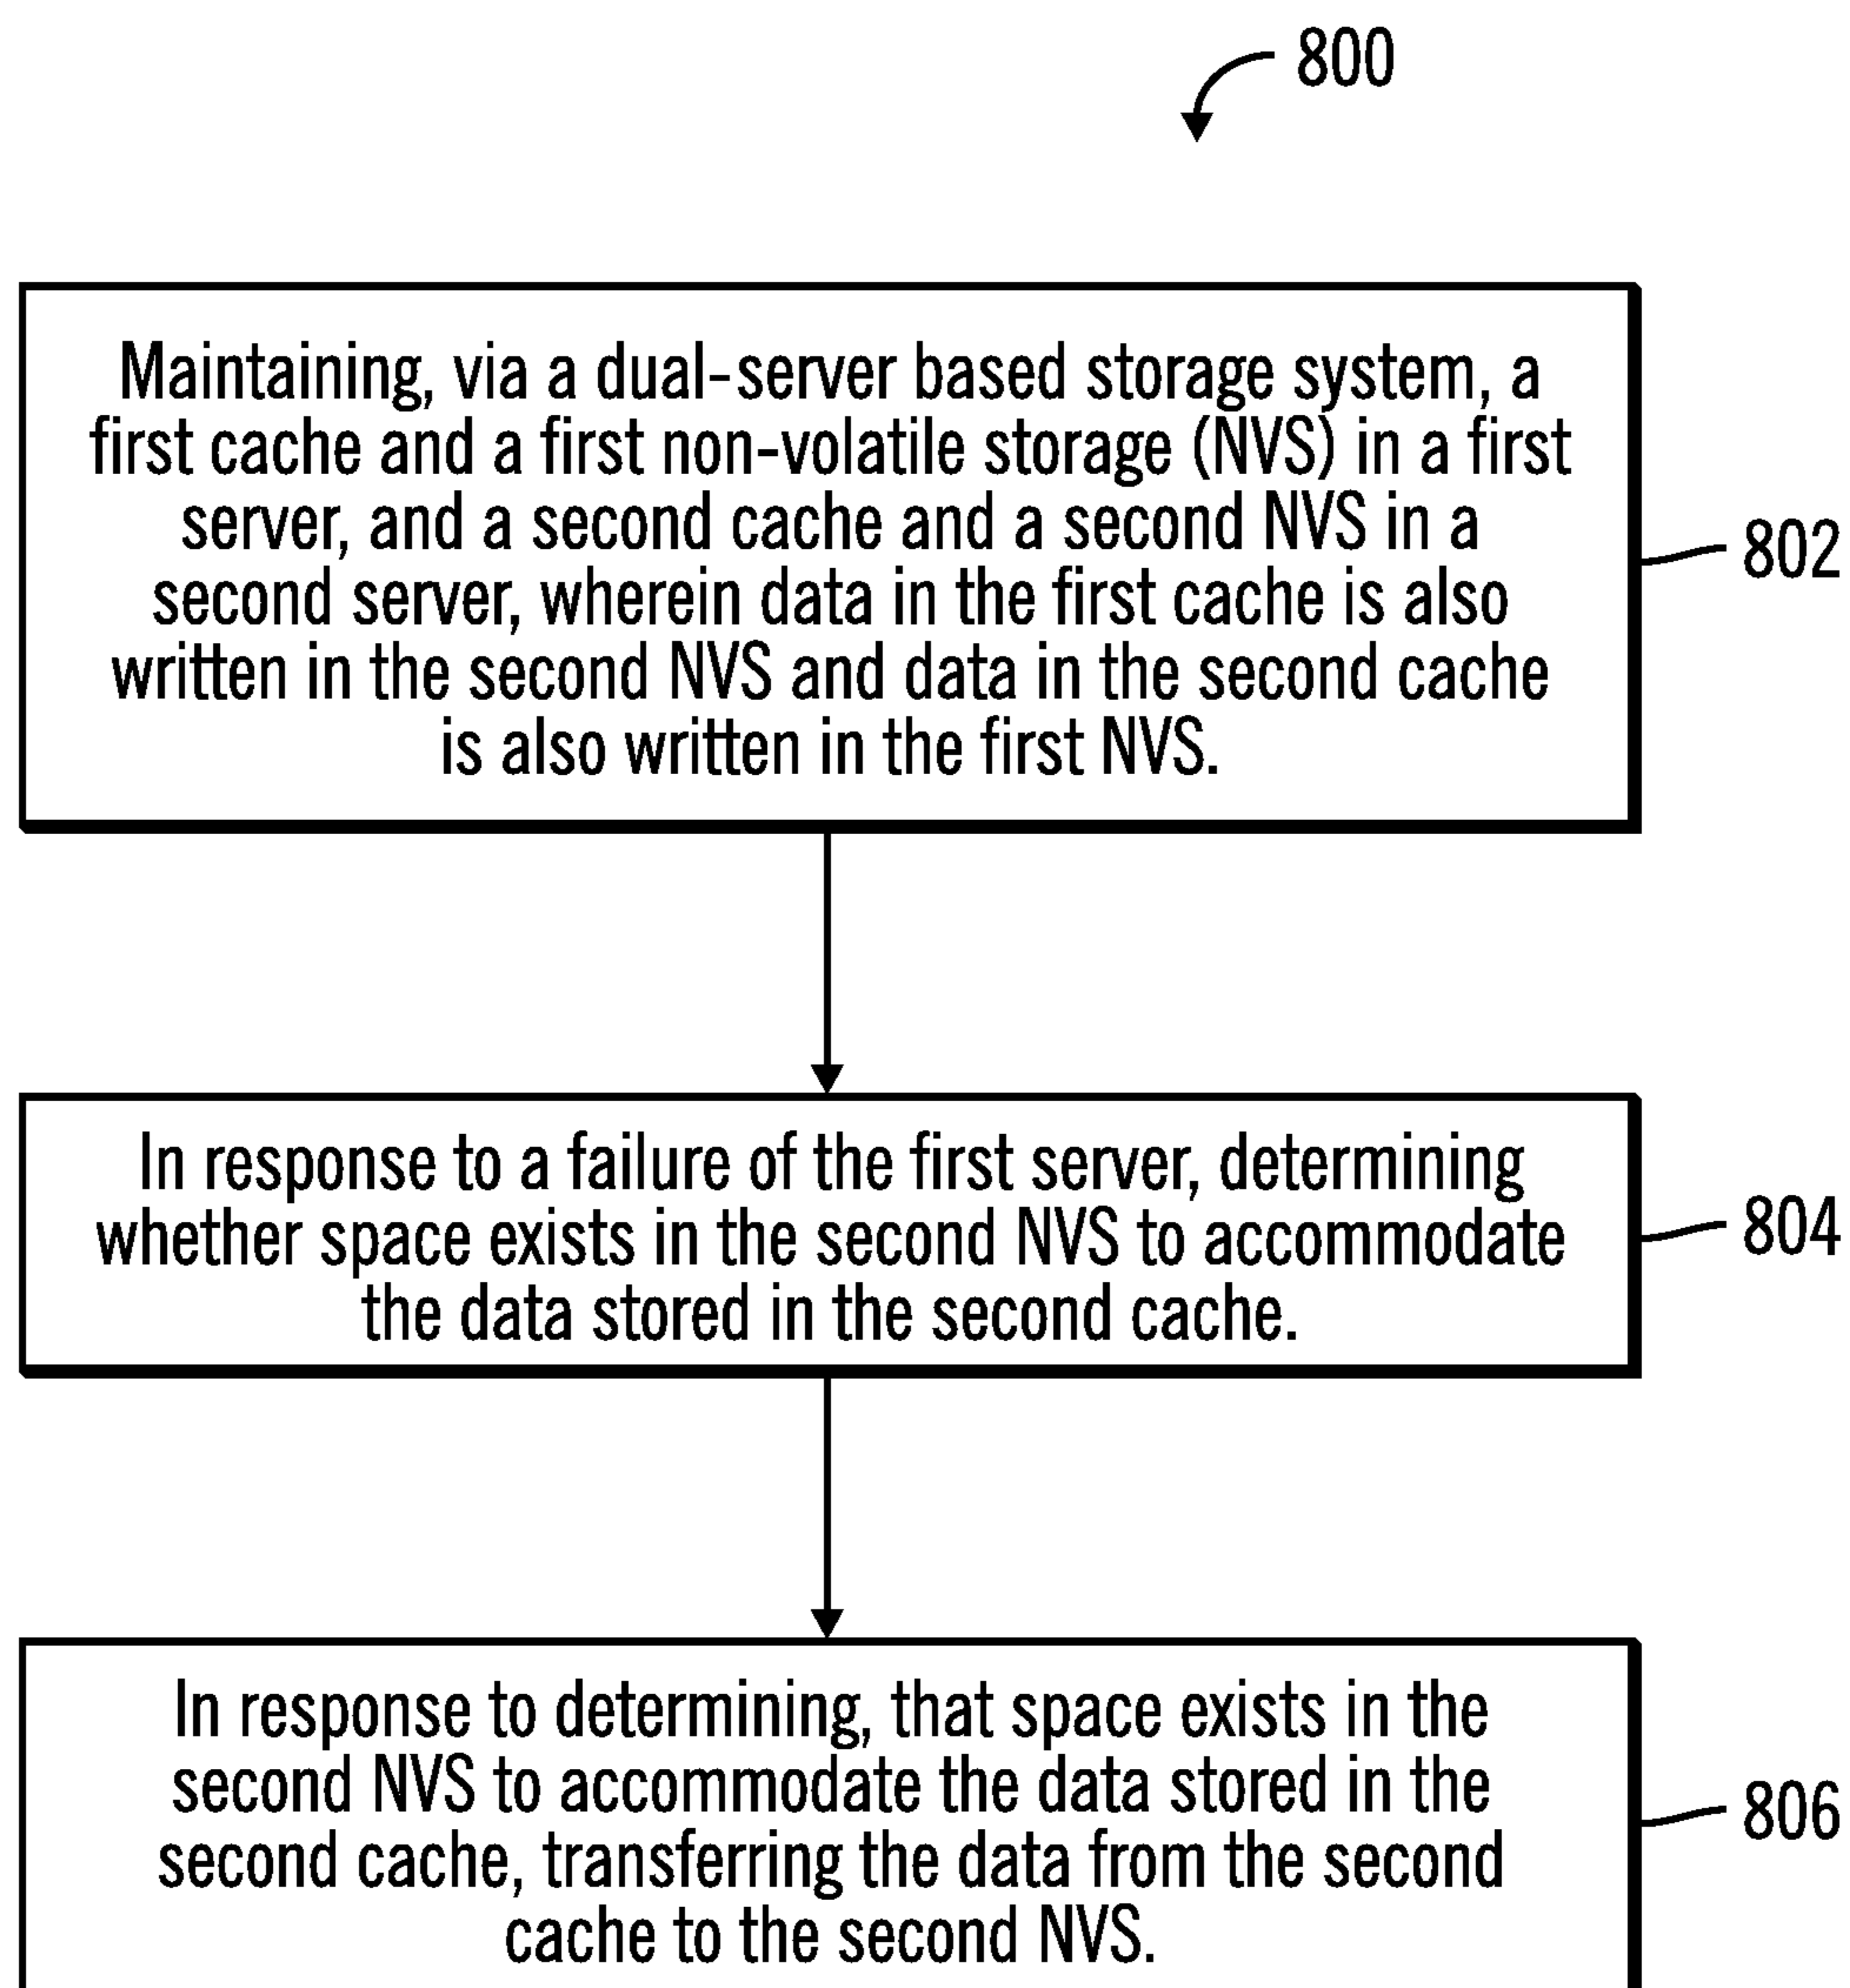 800
Maintaining, via a dual-server based storage system, a
first cache and a first non-volatile storage (NVS) in a first
server, and a second cache and a second NVS in a
second server, wherein data in the first cache is also
written in the second NVS and data in the second cache
is also written in the first NVS.
802
In response to a failure of the first server, determining
whether space exists in the second NVS to accommodate
the data stored in the second cache.
804
In response to determining, that space exists in the
second NVS to accommodate the data stored in the
second cache, transferring the data from the second
cache to the second NVS.
806